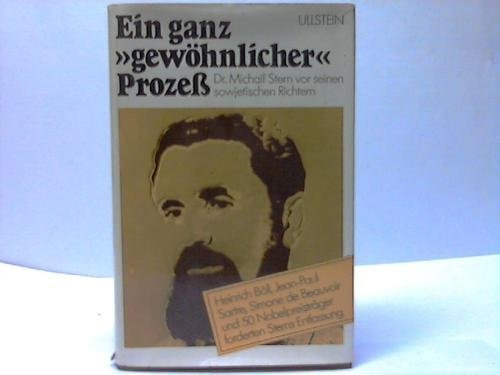 ULLSTEIN
Ein ganz
»gewöhnlicher«
Prozeß
Dr. Michail Stern vor seinen
sowjetischen Richtern
Heinrich Böll, Jean-Paul
Sartre, Simone de Beauvoir
und 50 Nobelpreisträger
forderten Sterns Entlassung